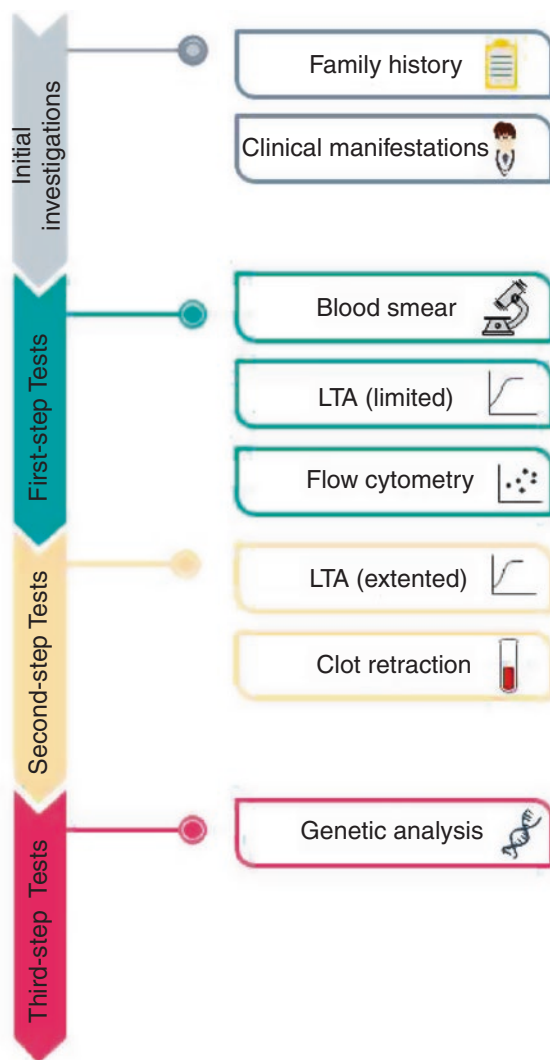 Initial
investigations
Family history
Clinical manifestations
First-step Tests
Blood smear
LTA (limited)
Flow cytometry
Second-step Tests
LTA (extented)
Clot retraction
Third-step Tests
Genetic analysis